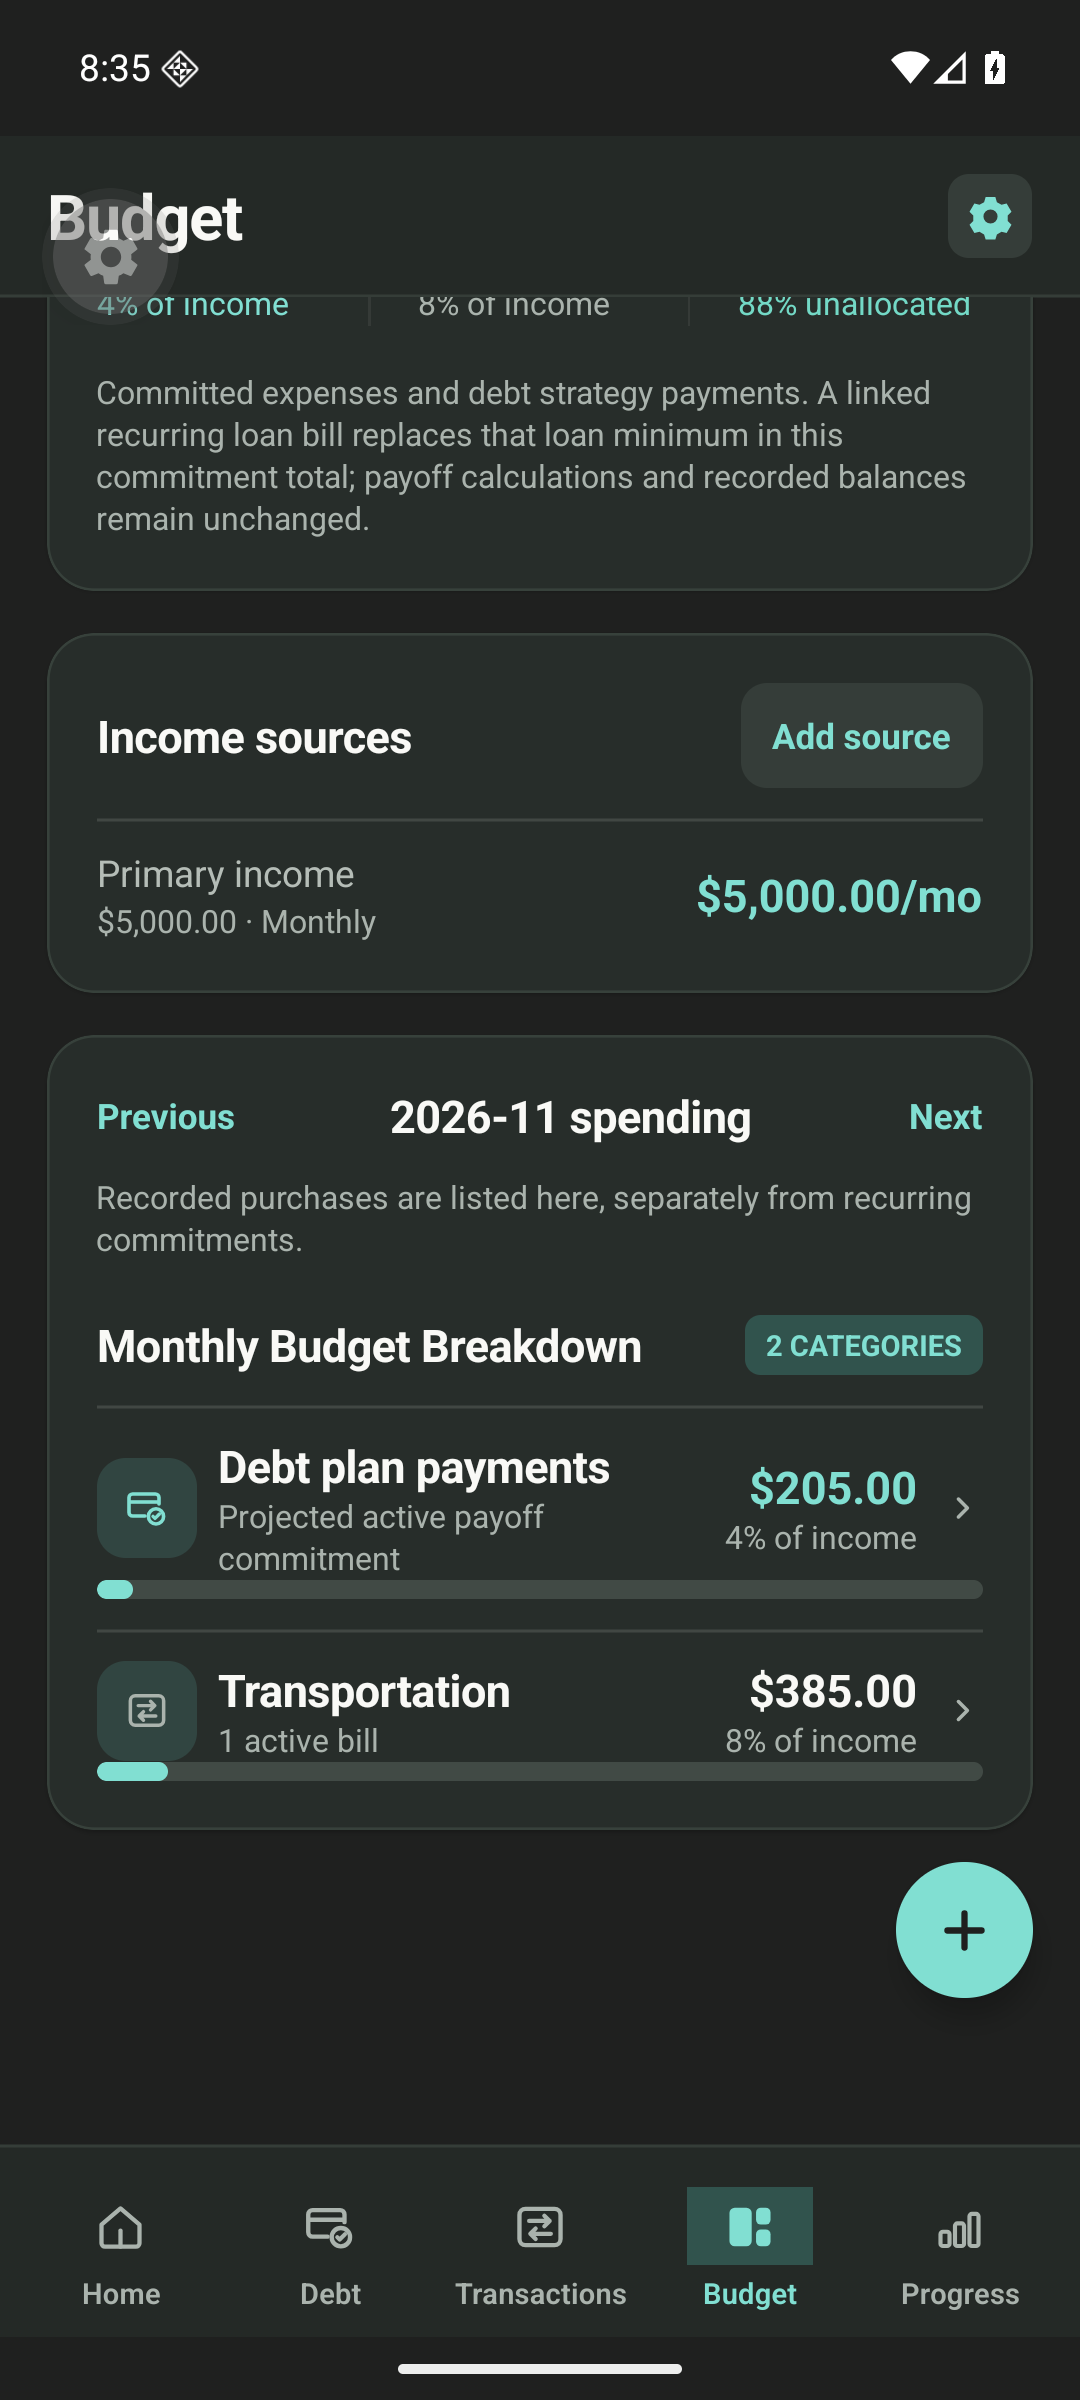 8:35
Budget
4% of income
8% of income
88% unallocated
Committed expenses and debt strategy payments. A linked
recurring loan bill replaces that loan minimum in this
commitment total; payoff calculations and recorded balances
remain unchanged.
Income sources
Add source
Primary income
$5,000.00 · Monthly
$5,000.00/mo
Previous
2026-11 spending
Next
Recorded purchases are listed here, separately from recurring
commitments.
Monthly Budget Breakdown
2 CATEGORIES
Debt plan payments
Projected active payoff
commitment
$205.00
4% of income
Transportation
1 active bill
$385.00
8% of income
Home
Debt
Transactions
Budget
Progress